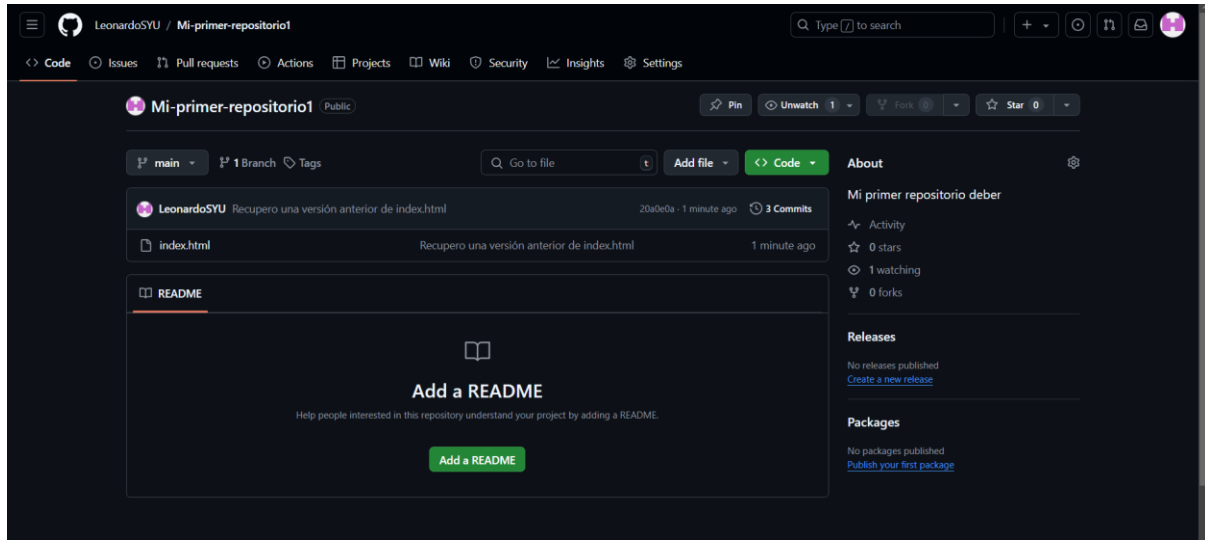 LeonardoSYU / Mi-primer-repositorio1
Type / to search
Code Issues Pull requests Actions Projects Wiki Security Insights Settings
Mi-primer-repositorio1 Public
Pin Unwatch 1 Fork 0 Star 0
main 1 Branch Tags Go to file t Add file Code
About
Mi primer repositorio deber
LeonardoSYU Recupero una versión anterior de index.html 20a0e0a · 1 minute ago 3 Commits
Activity
index.html Recupero una versión anterior de index.html 1 minute ago
0 stars
1 watching
0 forks
README
Add a README
Help people interested in this repository understand your project by adding a README.
Add a README
Releases
No releases published
Create a new release
Packages
No packages published
Publish your first package